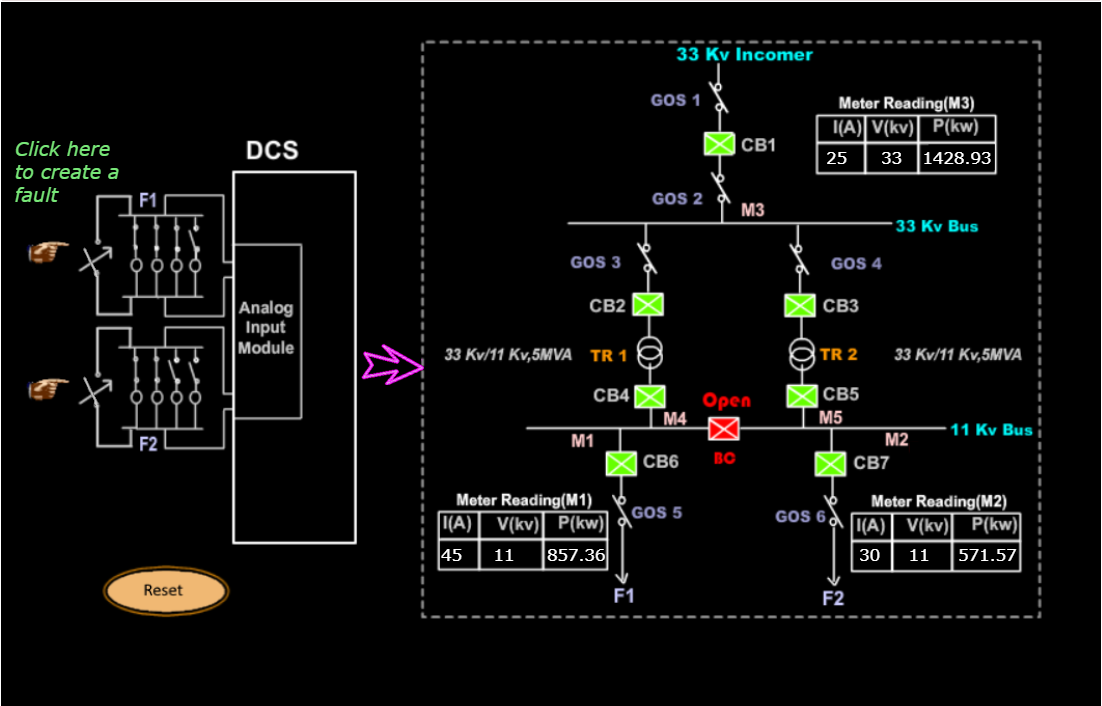 Click here
to create a
fault
DCS
F1
F2
Analog
Input
Module
Reset
33 Kv Incomer
GOS 1
CB1
GOS 2
M3
33 Kv Bus
Meter Reading(M3)
I(A) V(kv) P(kw)
25 33 1428.93
GOS 3
GOS 4
CB2
CB3
33 Kv/11 Kv,5MVA
TR 1
TR 2
33 Kv/11 Kv,5MVA
CB4
CB5
Open
M4
M5
M1
BC
M2
11 Kv Bus
CB6
CB7
Meter Reading(M1)
I(A) V(kv) P(kw)
45 11 857.36
GOS 5
GOS 6
Meter Reading(M2)
I(A) V(kv) P(kw)
30 11 571.57
F1
F2